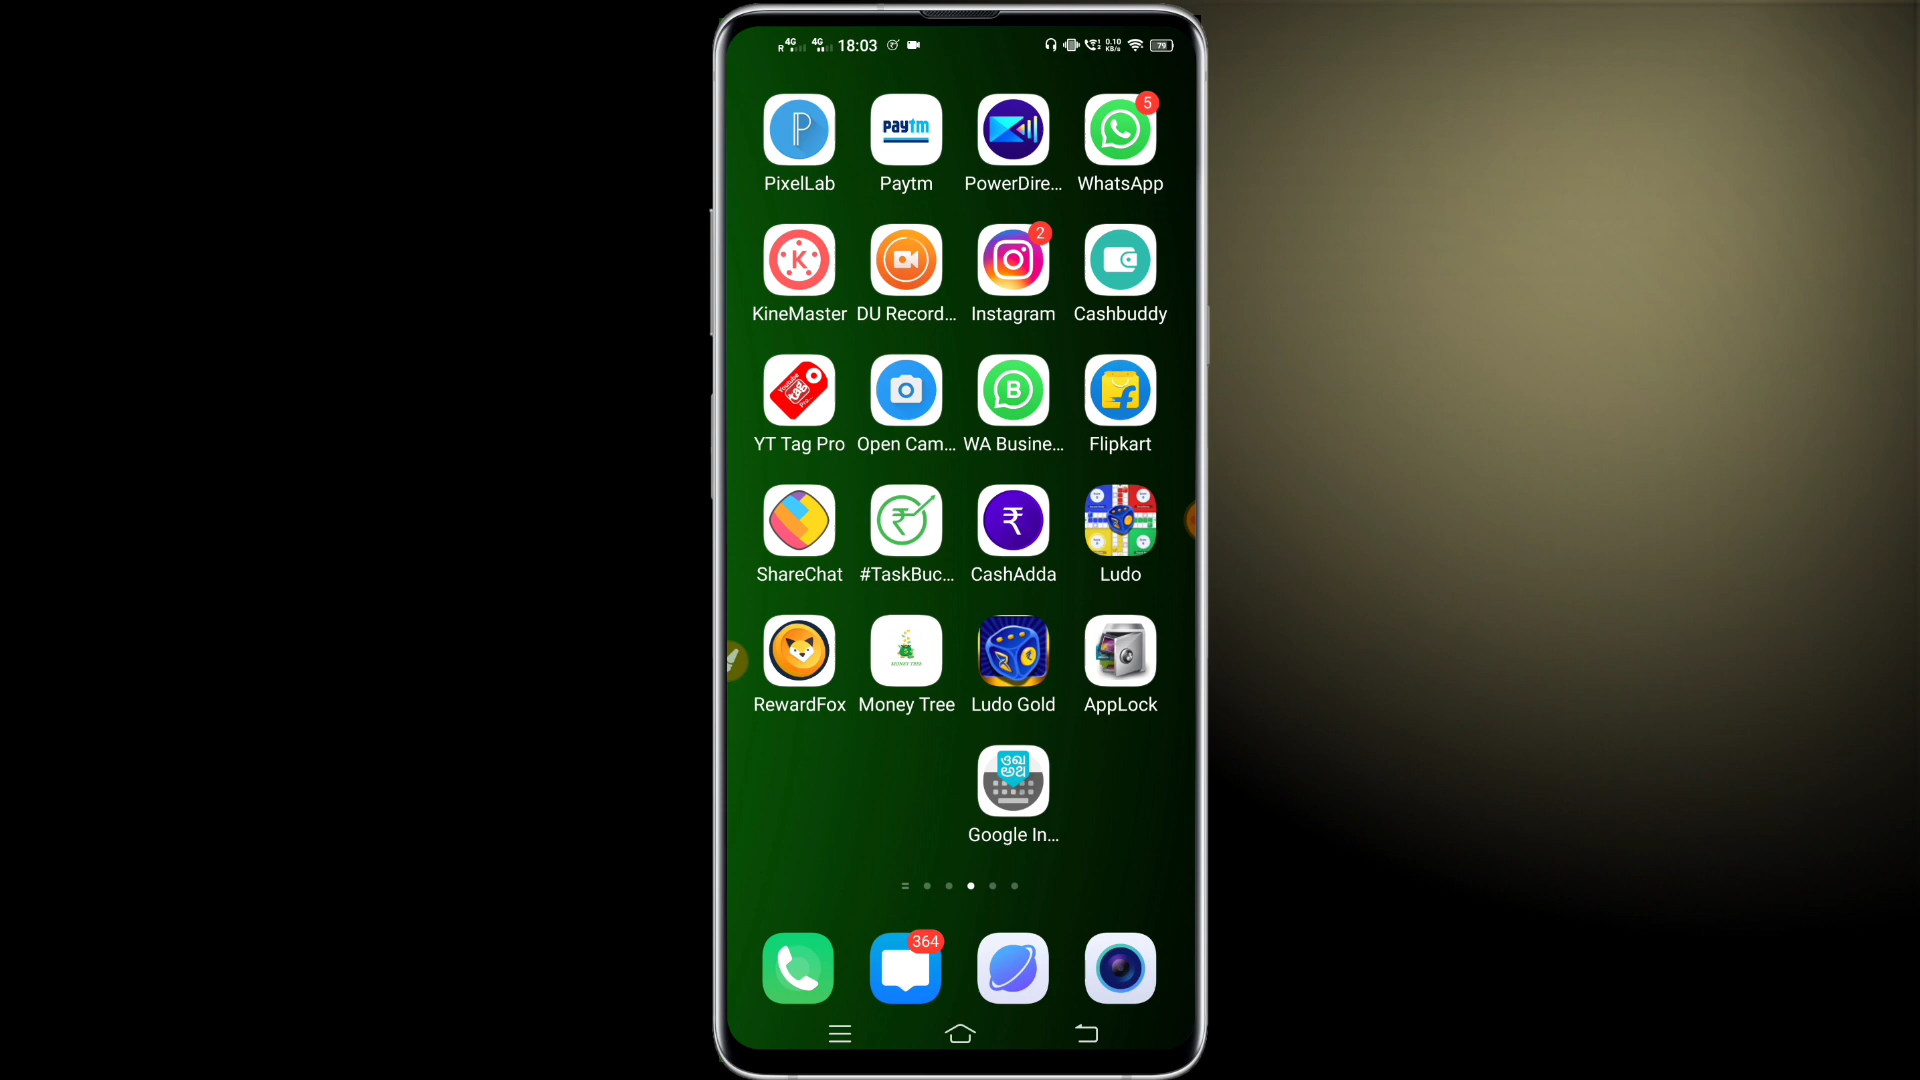 R 4G 4G 18:03 0.10 KB/s 79
5
PixelLab Paytm PowerDire... WhatsApp
2
KineMaster DU Record... Instagram Cashbuddy
YT Tag Pro Open Cam... WA Busine... Flipkart
ShareChat #TaskBuc... CashAdda Ludo
MONEY TREE
RewardFox Money Tree Ludo Gold AppLock
Google In...
364